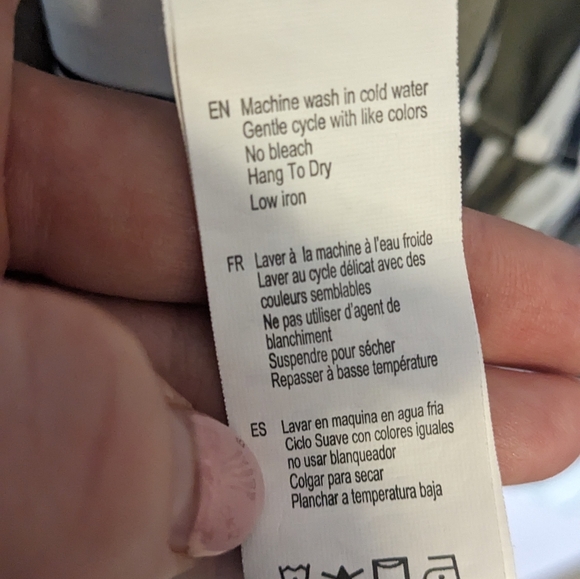 EN Machine wash in cold water
Gentle cycle with like colors
No bleach
Hang To Dry
Low iron
FR Laver à la machine à l'eau froide
Laver au cycle délicat avec des
couleurs semblables
Ne pas utiliser d'agent de
blanchiment
Suspendre pour sécher
Repasser à basse température
ES Lavar en maquina en agua fria
Ciclo Suave con colores iguales
no usar blanqueador
Colgar para secar
Planchar a temperatura baja